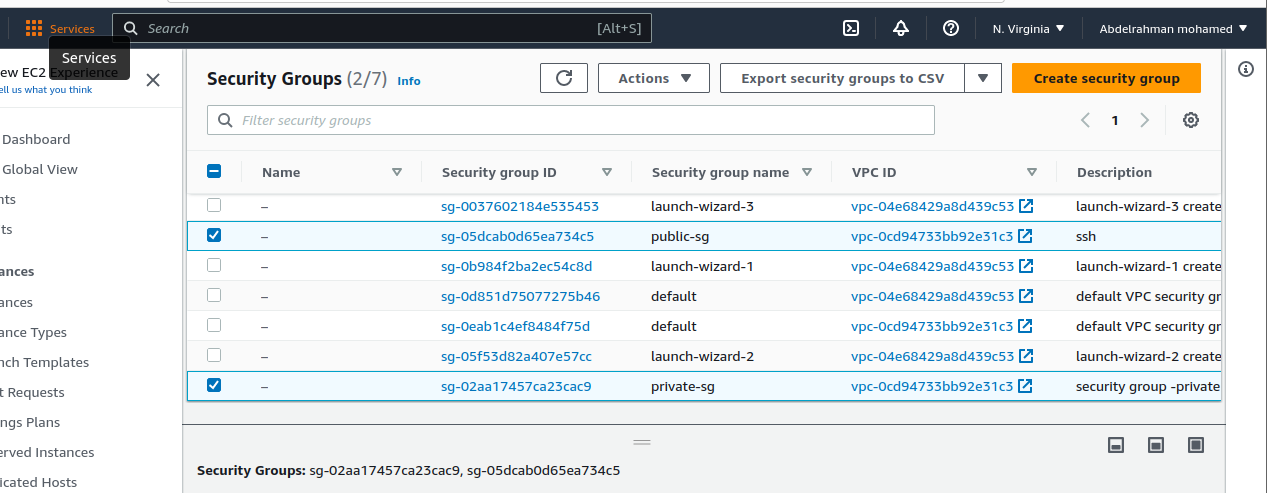 Services Search [Alt+S] N. Virginia Abdelrahman mohamed
Services
ew EC2 Experience
ell us what you think
Security Groups (2/7) Info Actions Export security groups to CSV Create security group
Filter security groups 1
Dashboard
Global View
nts
ts
ances
ances
ance Types
nch Templates
t Requests
ngs Plans
erved Instances
icated Hosts
Name Security group ID Security group name VPC ID Description
– sg-0037602184e535453 launch-wizard-3 vpc-04e68429a8d439c53 launch-wizard-3 create
– sg-05dcab0d65ea734c5 public-sg vpc-0cd94733bb92e31c3 ssh
– sg-0b984f2ba2ec54c8d launch-wizard-1 vpc-04e68429a8d439c53 launch-wizard-1 create
– sg-0d851d75077275b46 default vpc-04e68429a8d439c53 default VPC security gr
– sg-0eab1c4ef8484f75d default vpc-0cd94733bb92e31c3 default VPC security gr
– sg-05f53d82a407e57cc launch-wizard-2 vpc-04e68429a8d439c53 launch-wizard-2 create
– sg-02aa17457ca23cac9 private-sg vpc-0cd94733bb92e31c3 security group -private
Security Groups: sg-02aa17457ca23cac9, sg-05dcab0d65ea734c5